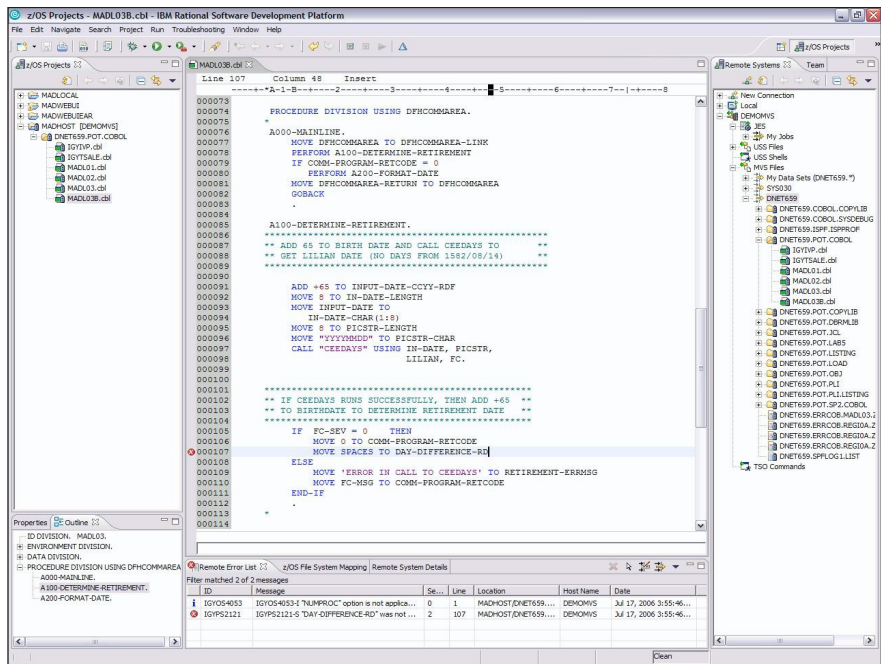 z/OS Projects - MADL03B.cbl - IBM Rational Software Development Platform
File Edit Navigate Search Project Run Troubleshooting Window Help
z/OS Projects
z/OS Projects
MADLOCAL
MADWEBUI
MADWEBUIEAR
MADHOST [DEMOMVS]
DNET659.POT.COBOL
IGYIVP.cbl
IGYTSALE.cbl
MADL01.cbl
MADL02.cbl
MADL03.cbl
MADL03B.cbl
Properties Outline
ID DIVISION. MADL03.
ENVIRONMENT DIVISION.
DATA DIVISION.
PROCEDURE DIVISION USING DFHCOMMAREA
A000-MAINLINE.
A100-DETERMINE-RETIREMENT.
A200-FORMAT-DATE.
MADL03B.cbl
Line 107 Column 48 Insert
----+-*A-1-B--+----2----+----3----+----4----+----5----+----6----+----7--|-+----8
000073
000074 PROCEDURE DIVISION USING DFHCOMMAREA.
000075 *
000076 A000-MAINLINE.
000077 MOVE DFHCOMMAREA TO DFHCOMMAREA-LINK
000078 PERFORM A100-DETERMINE-RETIREMENT
000079 IF COMM-PROGRAM-RETCODE = 0
000080 PERFORM A200-FORMAT-DATE
000081 MOVE DFHCOMMAREA-RETURN TO DFHCOMMAREA
000082 GOBACK
000083 .
000084
000085 A100-DETERMINE-RETIREMENT.
000086 **************************************************
000087 ** ADD 65 TO BIRTH DATE AND CALL CEEDAYS TO **
000088 ** GET LILIAN DATE (NO DAYS FROM 1582/08/14) **
000089 **************************************************
000090
000091 ADD +65 TO INPUT-DATE-CCYY-RDF
000092 MOVE 8 TO IN-DATE-LENGTH
000093 MOVE INPUT-DATE TO
000094 IN-DATE-CHAR(1:8)
000095 MOVE 8 TO PICSTR-LENGTH
000096 MOVE "YYYYMMDD" TO PICSTR-CHAR
000097 CALL "CEEDAYS" USING IN-DATE, PICSTR,
000098 LILIAN, FC.
000099
000100
000101 ***********************************************
000102 ** IF CEEDAYS RUNS SUCCESSFULLY, THEN ADD +65 **
000103 ** TO BIRTHDATE TO DETERMINE RETIREMENT DATE **
000104 ***********************************************
000105 IF FC-SEV = 0 THEN
000106 MOVE 0 TO COMM-PROGRAM-RETCODE
000107 MOVE SPACES TO DAY-DIFFERENCE-RD
000108 ELSE
000109 MOVE 'ERROR IN CALL TO CEEDAYS' TO RETIREMENT-ERRMSG
000110 MOVE FC-MSG TO COMM-PROGRAM-RETCODE
000111 END-IF
000112 .
000113 *
000114
Remote Error List z/OS File System Mapping Remote System Details
Filter matched 2 of 2 messages
ID Message Se... Line Location Host Name Date
IGYOS4053 IGYOS4053-I "NUMPROC" option is not applica... 0 1 MADHOST/DNET659.... DEMOMVS Jul 17, 2006 3:55:46...
IGYPS2121 IGYPS2121-S "DAY-DIFFERENCE-RD" was not ... 2 107 MADHOST/DNET659.... DEMOMVS Jul 17, 2006 3:55:46...
Remote Systems Team
New Connection
Local
DEMOMVS
JES
My Jobs
USS Files
USS Shells
MVS Files
My Data Sets (DNET659.*)
SYS030
DNET659
DNET659.COBOL.COPYLIB
DNET659.COBOL.SYSDEBUG
DNET659.ISPF.ISPPROF
DNET659.POT.COBOL
IGYIVP.cbl
IGYTSALE.cbl
MADL01.cbl
MADL02.cbl
MADL03.cbl
MADL03B.cbl
DNET659.POT.COPYLIB
DNET659.POT.DBRMLIB
DNET659.POT.JCL
DNET659.POT.LAB5
DNET659.POT.LISTING
DNET659.POT.LOAD
DNET659.POT.OBJ
DNET659.POT.PLI
DNET659.POT.PLI.LISTING
DNET659.POT.SP2.COBOL
DNET659.ERRCOB.MADL03.Z
DNET659.ERRCOB.REGI0A.Z
DNET659.ERRCOB.REGI0A.Z
DNET659.SPFLOG1.LIST
TSO Commands
Clean